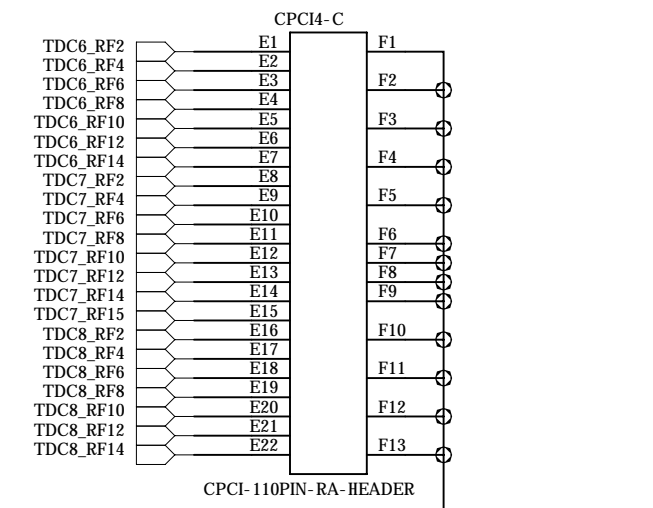 CPCI4-C
TDC6_RF2 E1 F1
TDC6_RF4 E2
TDC6_RF6 E3 F2
TDC6_RF8 E4
TDC6_RF10 E5 F3
TDC6_RF12 E6
TDC6_RF14 E7 F4
TDC7_RF2 E8
TDC7_RF4 E9 F5
TDC7_RF6 E10
TDC7_RF8 E11 F6
TDC7_RF10 E12 F7
TDC7_RF12 E13 F8
TDC7_RF14 E14 F9
TDC7_RF15 E15
TDC8_RF2 E16 F10
TDC8_RF4 E17
TDC8_RF6 E18 F11
TDC8_RF8 E19
TDC8_RF10 E20 F12
TDC8_RF12 E21
TDC8_RF14 E22 F13
CPCI-110PIN-RA-HEADER